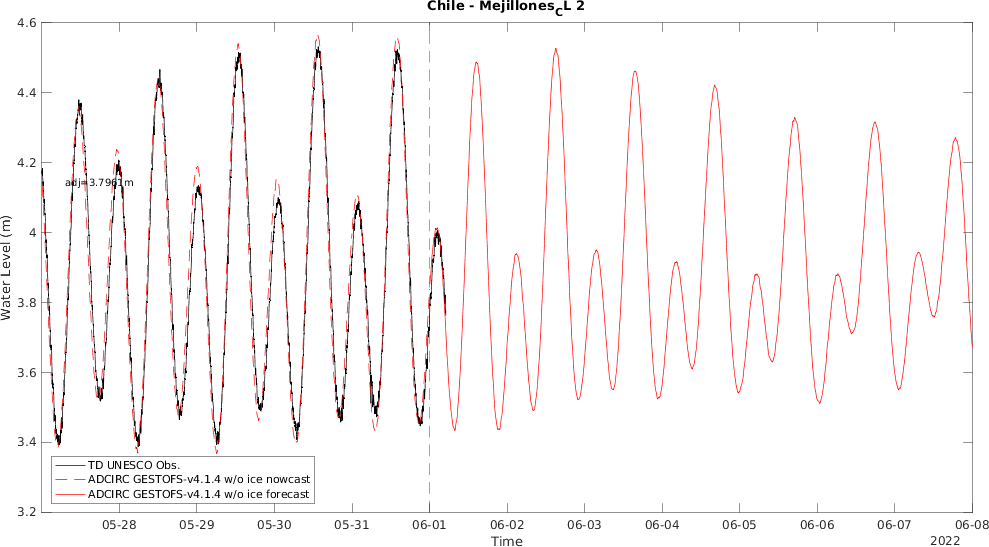 Chile - Mejillones_CL 2
4.6
4.4
4.2
4
3.8
3.6
3.4
3.2
Water Level (m)
adj=3.7961m
TD UNESCO Obs.
ADCIRC GESTOFS-v4.1.4 w/o ice nowcast
ADCIRC GESTOFS-v4.1.4 w/o ice forecast
05-28 05-29 05-30 05-31 06-01 06-02 06-03 06-04 06-05 06-06 06-07 06-08
Time
2022